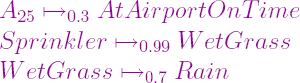 A₂₅ ↦₀.₃ AtAirportOnTime
Sprinkler ↦₀.₉₉ WetGrass
WetGrass ↦₀.₇ Rain